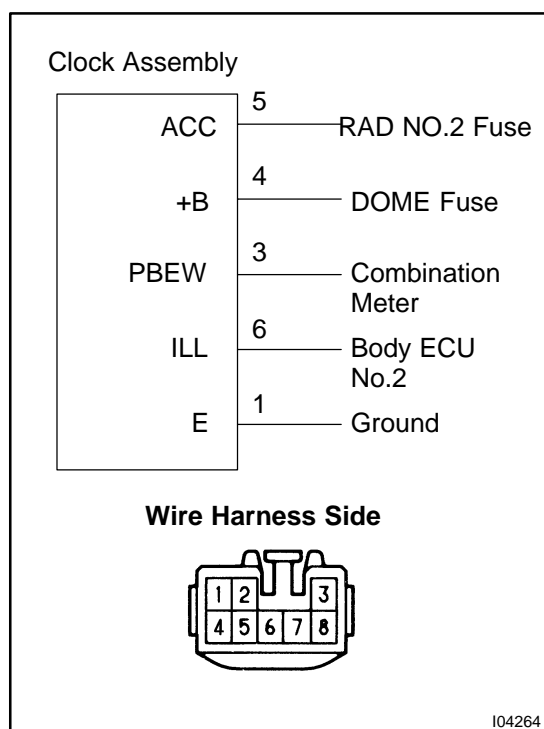 Clock Assembly
ACC 5 RAD NO.2 Fuse
+B 4 DOME Fuse
PBEW 3 Combination
Meter
ILL 6 Body ECU
No.2
E 1 Ground
Wire Harness Side
1 2 3
4 5 6 7 8
I04264